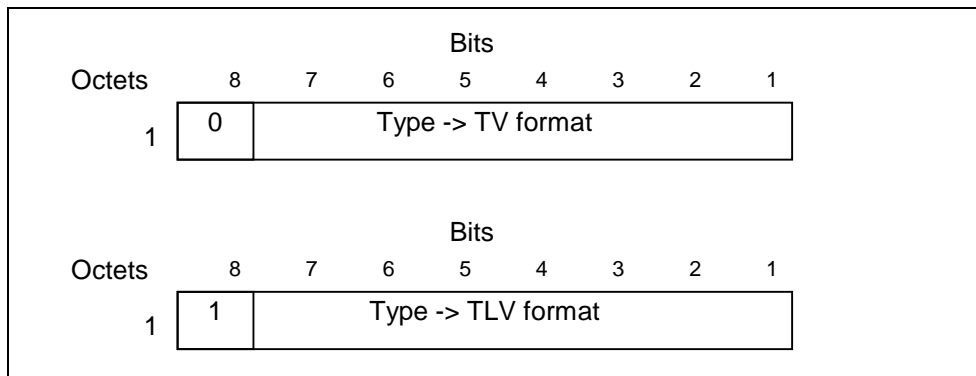 Bits
Octets 8 7 6 5 4 3 2 1
1 0 Type -> TV format
Bits
Octets 8 7 6 5 4 3 2 1
1 1 Type -> TLV format